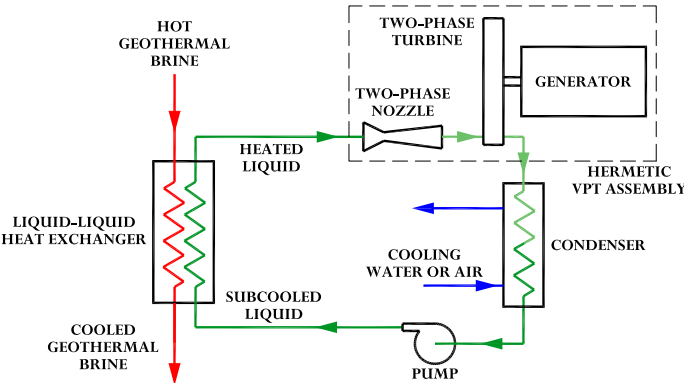 HOT
GEOTHERMAL
BRINE
TWO-PHASE
TURBINE
GENERATOR
TWO-PHASE
NOZZLE
HEATED
LIQUID
HERMETIC
VPT ASSEMBLY
LIQUID-LIQUID
HEAT EXCHANGER
CONDENSER
COOLING
WATER OR AIR
SUBCOOLED
LIQUID
COOLED
GEOTHERMAL
BRINE
PUMP